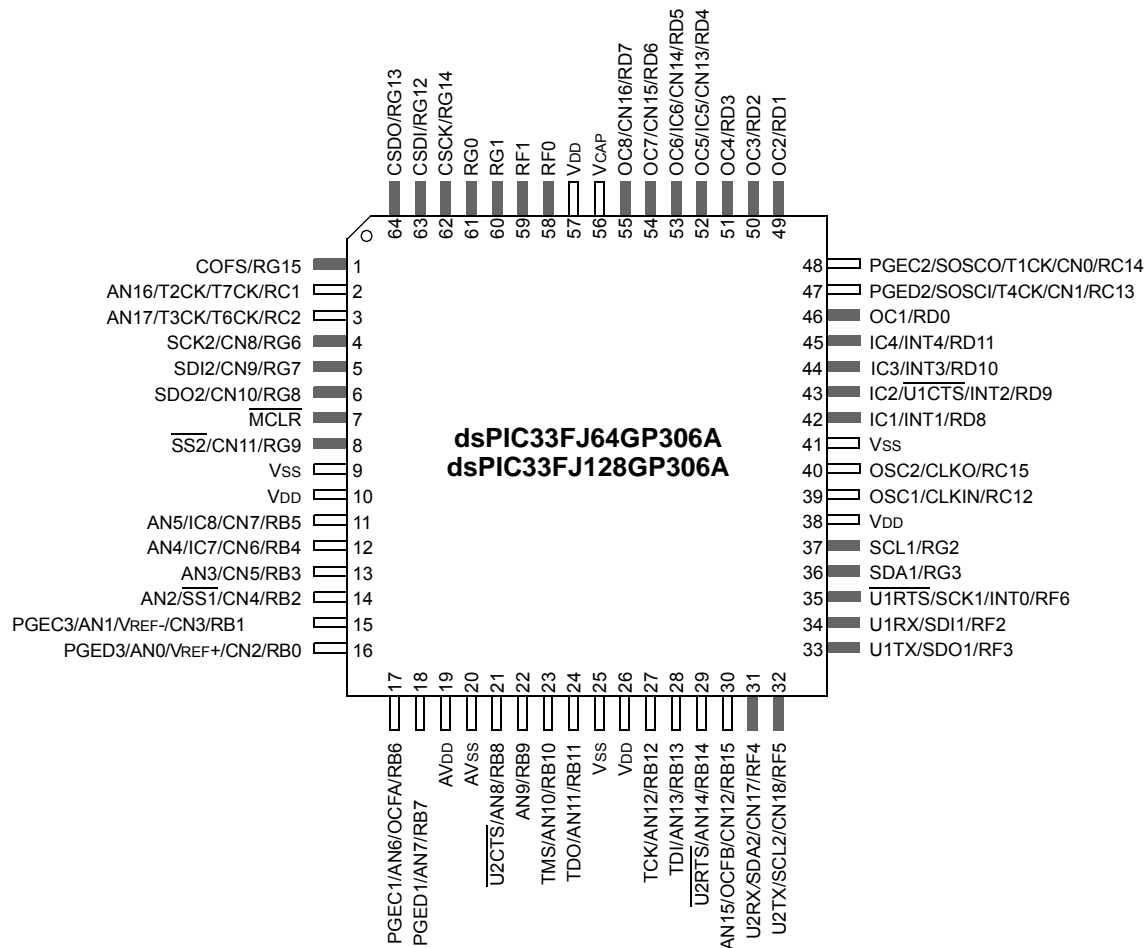 CSDO/RG13
CSDI/RG12
CSCK/RG14
RG0
RG1
RF1
RF0
VDD
VCAP
OC8/CN16/RD7
OC7/CN15/RD6
OC6/IC6/CN14/RD5
OC5/IC5/CN13/RD4
OC4/RD3
OC3/RD2
OC2/RD1
64 63 62 61 60 59 58 57 56 55 54 53 52 51 50 49
COFS/RG15 1
AN16/T2CK/T7CK/RC1 2
AN17/T3CK/T6CK/RC2 3
SCK2/CN8/RG6 4
SDI2/CN9/RG7 5
SDO2/CN10/RG8 6
MCLR 7
SS2/CN11/RG9 8
VSS 9
VDD 10
AN5/IC8/CN7/RB5 11
AN4/IC7/CN6/RB4 12
AN3/CN5/RB3 13
AN2/SS1/CN4/RB2 14
PGEC3/AN1/VREF-/CN3/RB1 15
PGED3/AN0/VREF+/CN2/RB0 16
dsPIC33FJ64GP306A
dsPIC33FJ128GP306A
48 PGEC2/SOSCO/T1CK/CN0/RC14
47 PGED2/SOSCI/T4CK/CN1/RC13
46 OC1/RD0
45 IC4/INT4/RD11
44 IC3/INT3/RD10
43 IC2/U1CTS/INT2/RD9
42 IC1/INT1/RD8
41 VSS
40 OSC2/CLKO/RC15
39 OSC1/CLKIN/RC12
38 VDD
37 SCL1/RG2
36 SDA1/RG3
35 U1RTS/SCK1/INT0/RF6
34 U1RX/SDI1/RF2
33 U1TX/SDO1/RF3
17 18 19 20 21 22 23 24 25 26 27 28 29 30 31 32
PGEC1/AN6/OCFA/RB6
PGED1/AN7/RB7
AVDD
AVSS
U2CTS/AN8/RB8
AN9/RB9
TMS/AN10/RB10
TDO/AN11/RB11
VSS
VDD
TCK/AN12/RB12
TDI/AN13/RB13
U2RTS/AN14/RB14
AN15/OCFB/CN12/RB15
U2RX/SDA2/CN17/RF4
U2TX/SCL2/CN18/RF5